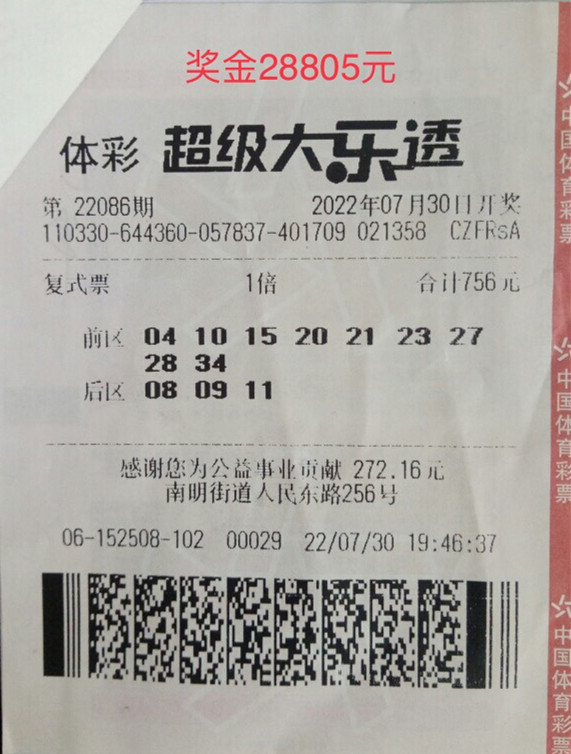 奖金28805元
体彩 超级大乐透
第 22086期 2022年07月30日开奖
110330-644360-057837-401709 021358 CZFRsA
复式票 1倍 合计756元
前区 04 10 15 20 21 23 27
28 34
后区 08 09 11
感谢您为公益事业贡献 272.16元
南明街道人民东路256号
06-152508-102 00029 22/07/30 19:46:37
中国体育彩票
中国体育彩票
中国体育彩票